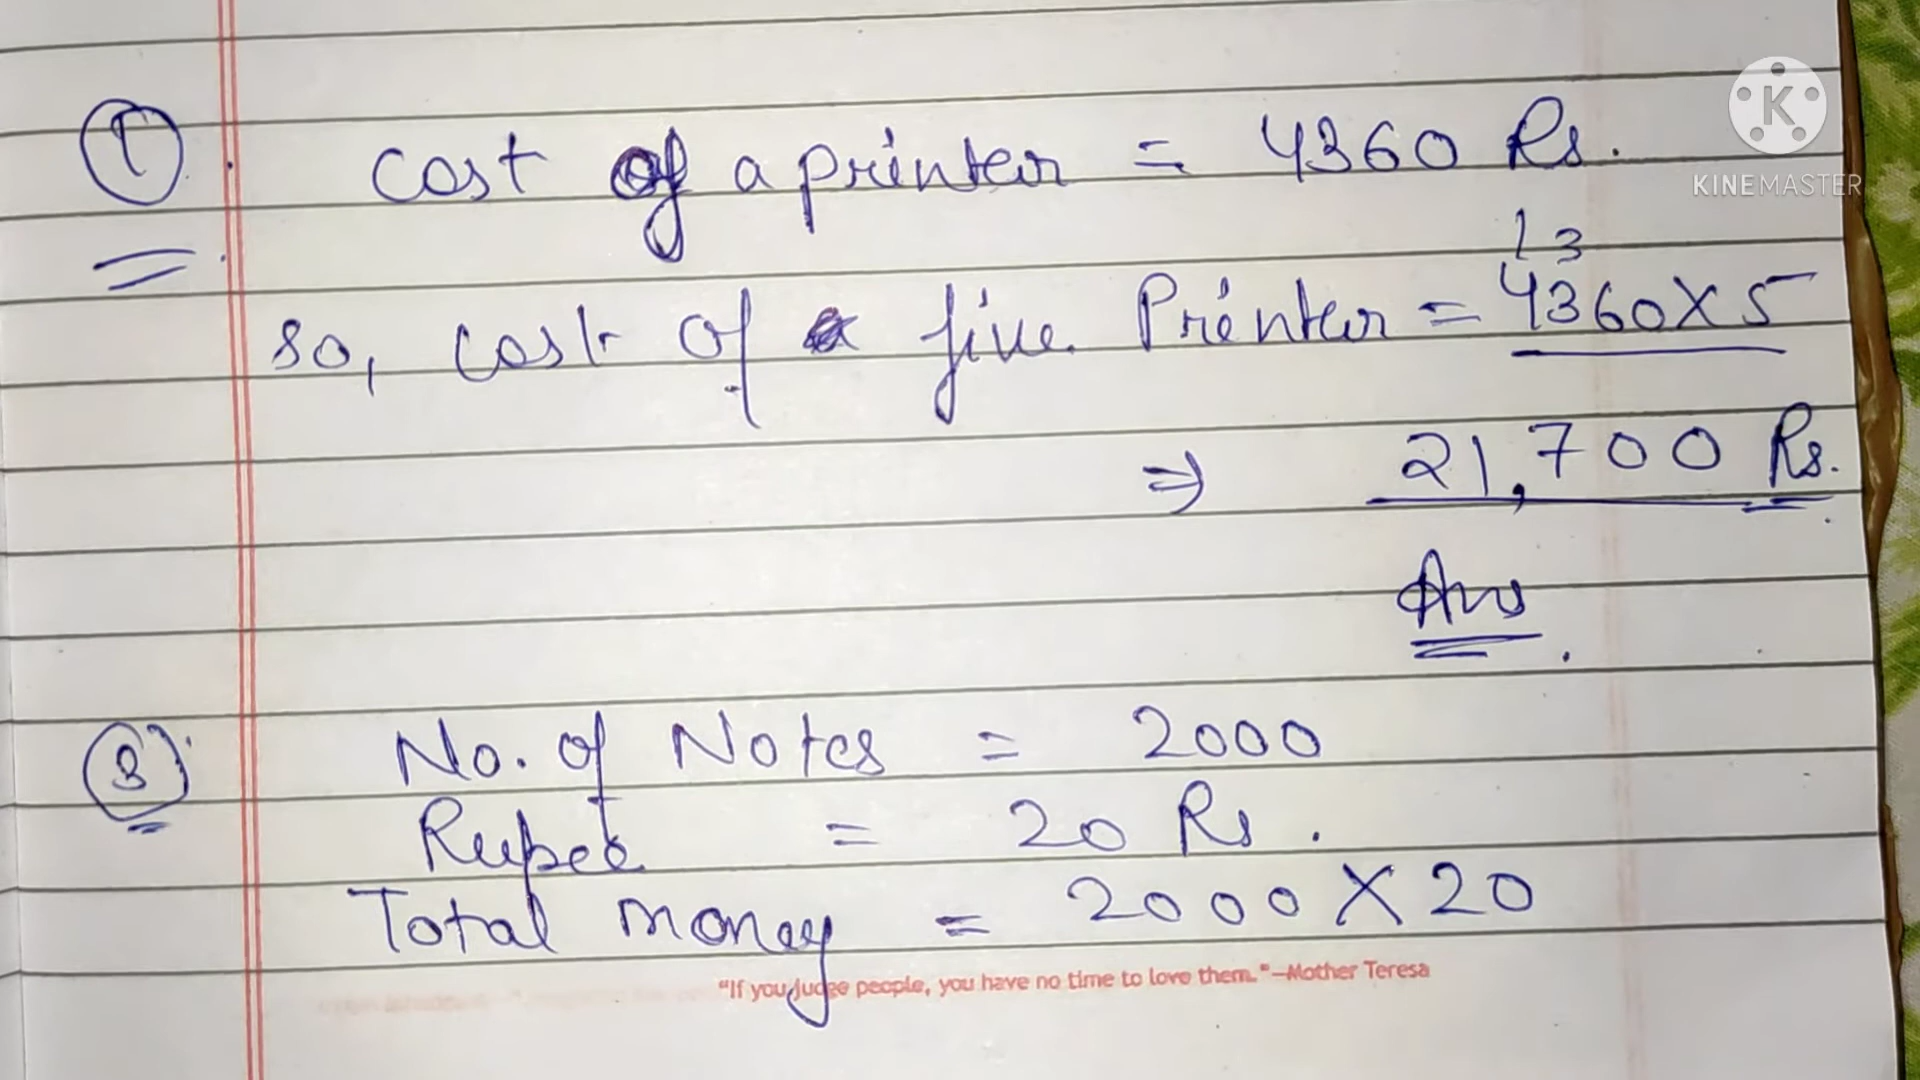 1. Cost of a printer = 4360 Rs.
KINEMASTER
13
so, cost of five Printer = 4360 X 5
⇒ 21,700 Rs.
Ans.
3. No. of Notes = 2000
Rupee = 20 Rs.
Total money = 2000 X 20
"If you judge people, you have no time to love them."–Mother Teresa